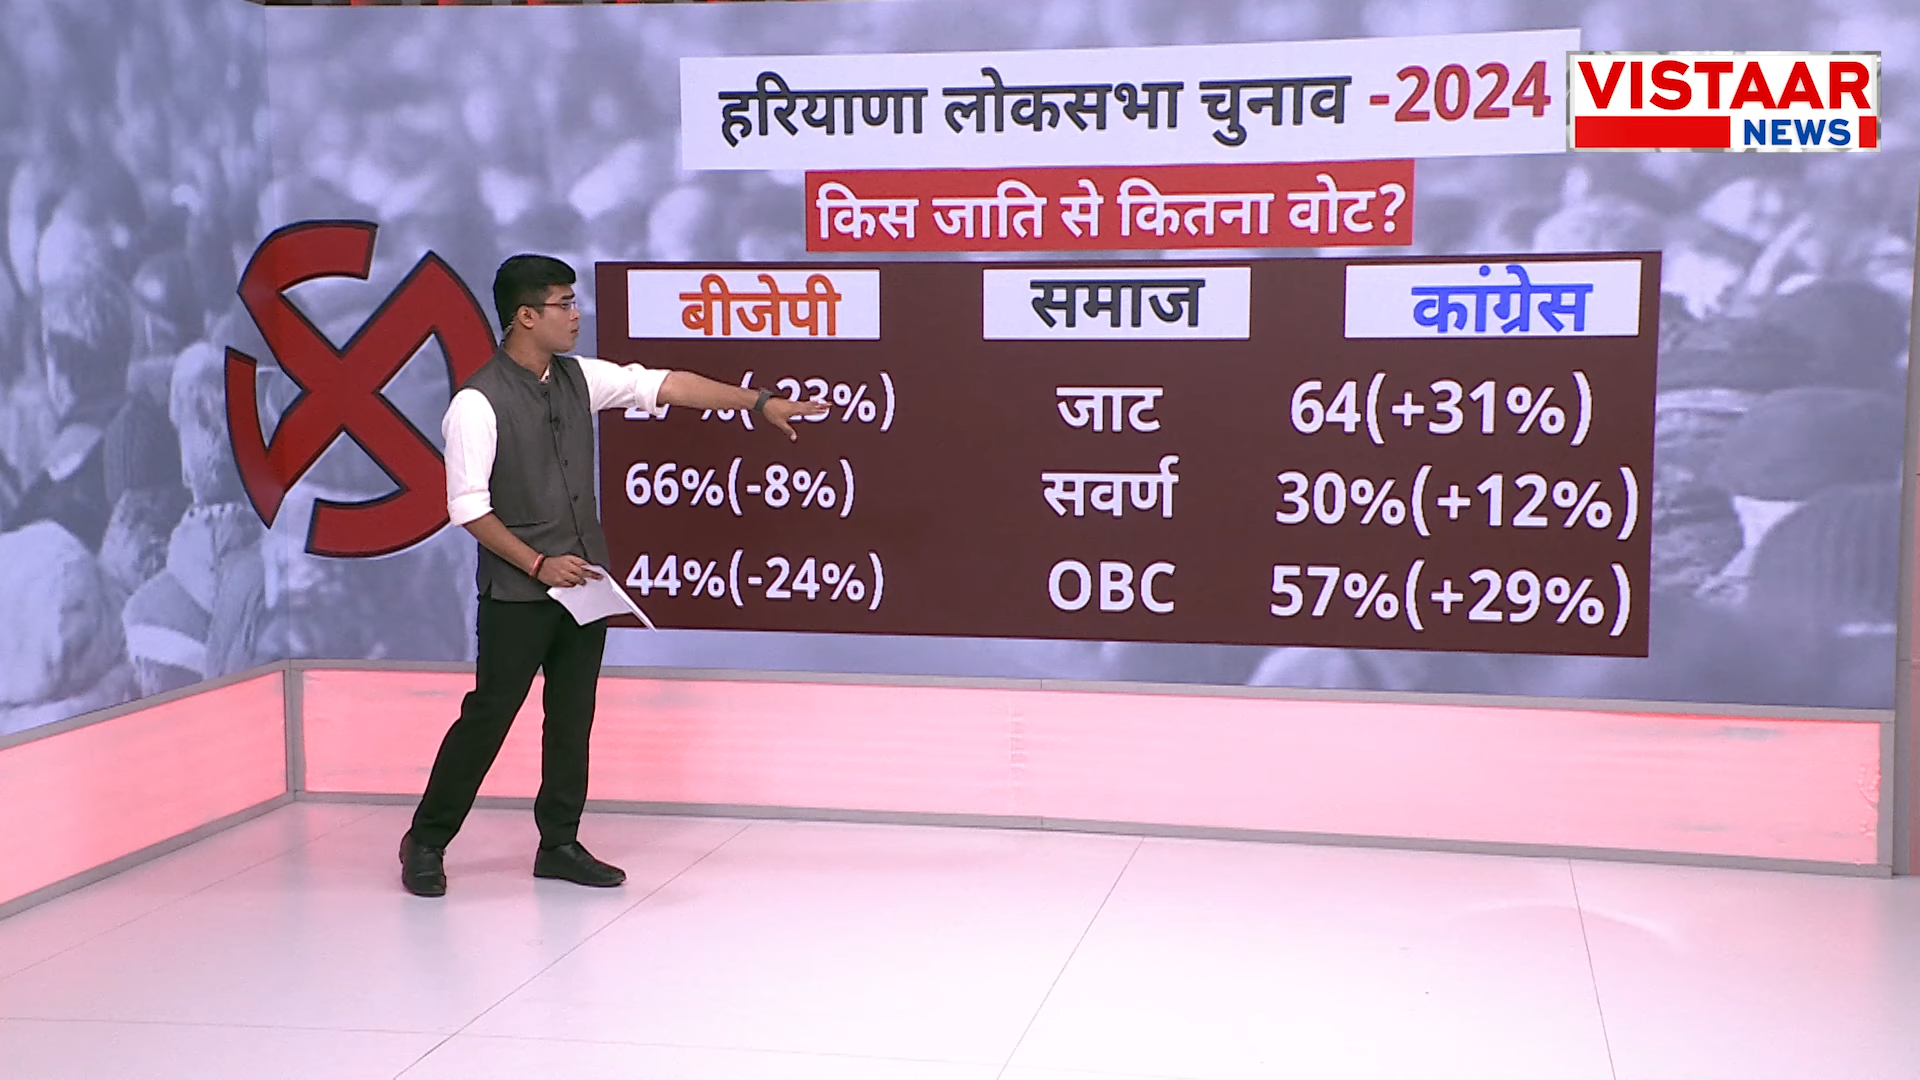 हरियाणा लोकसभा चुनाव -2024
VISTAAR
NEWS
किस जाति से कितना वोट?
बीजेपी समाज कांग्रेस
%(-23%) जाट 64(+31%)
66%(-8%) सवर्ण 30%(+12%)
44%(-24%) OBC 57%(+29%)